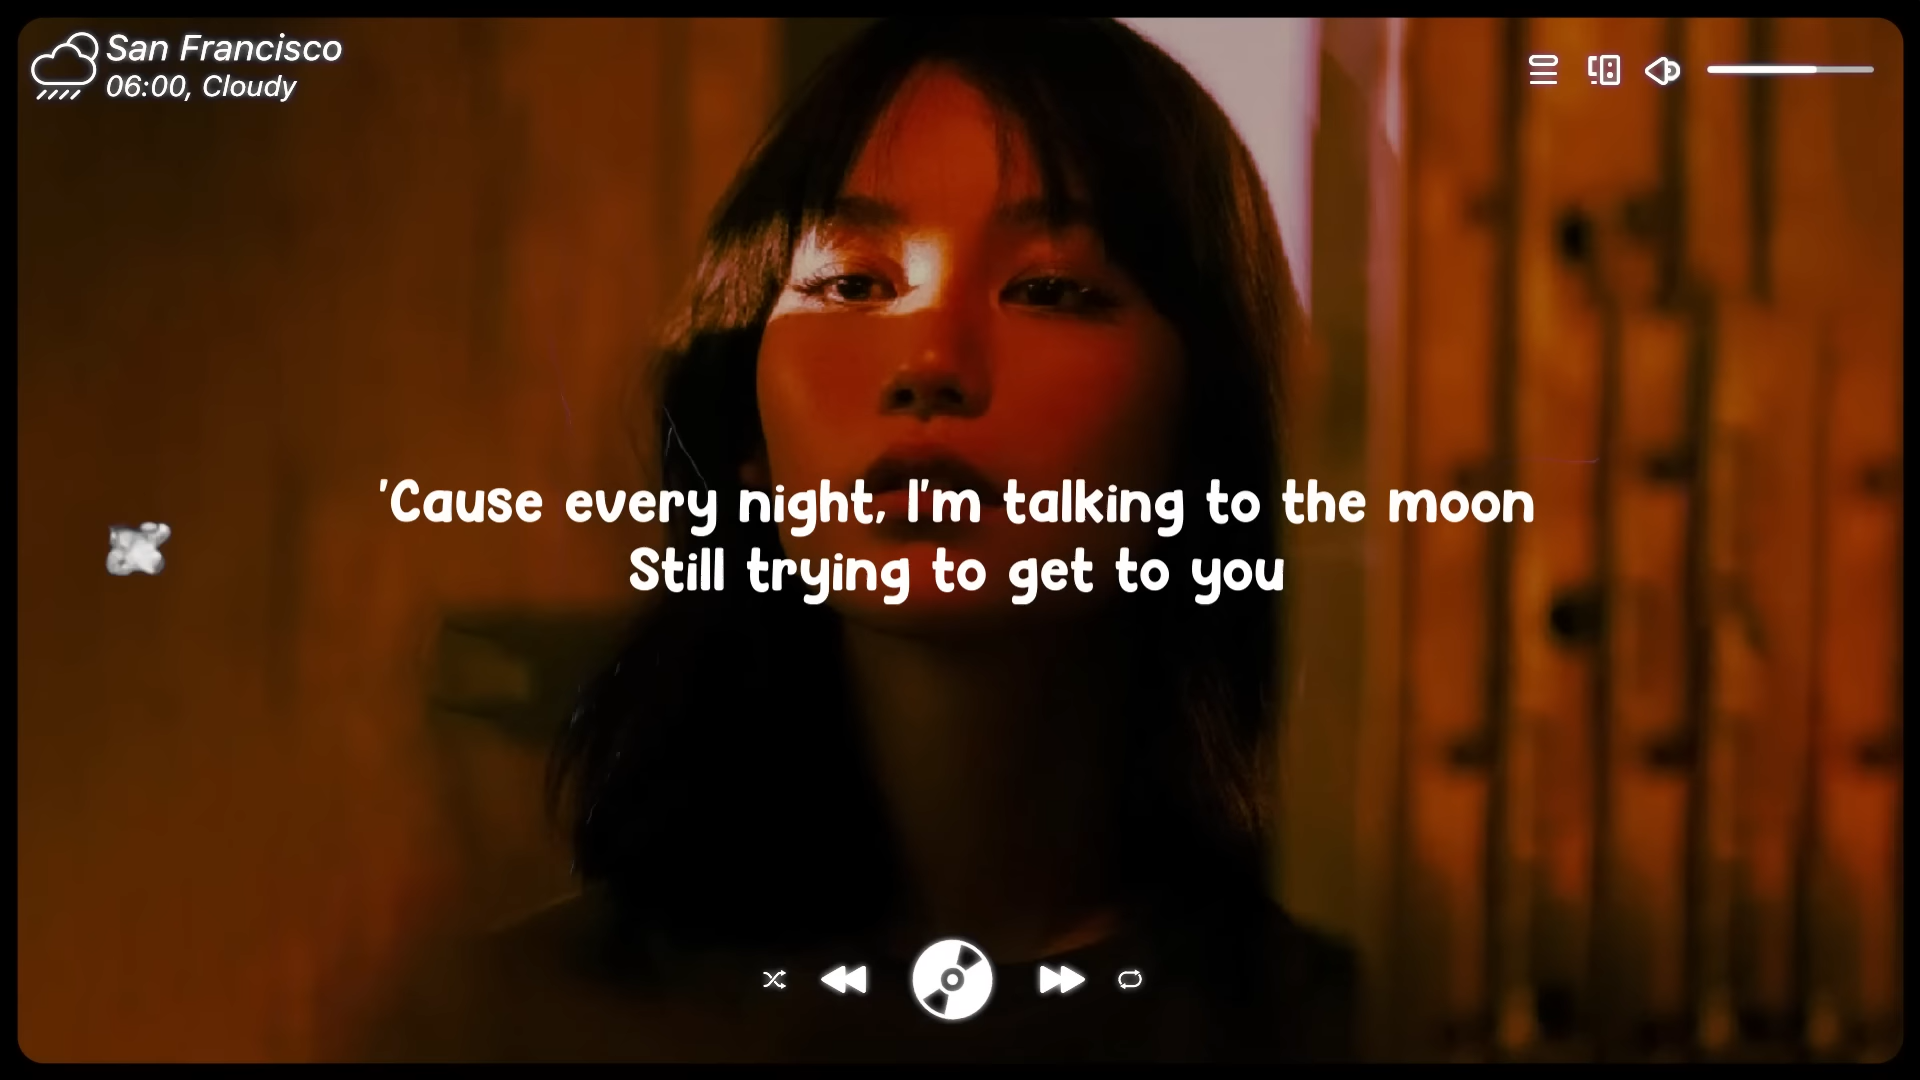 San Francisco
06:00, Cloudy
'Cause every night, I'm talking to the moon
Still trying to get to you